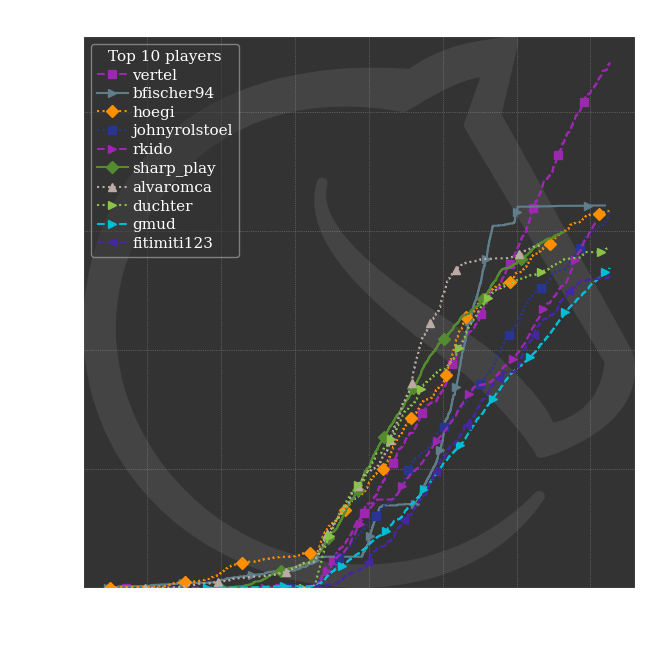 Top 10 players
vertel
bfischer94
hoegi
johnyrolstoel
rkido
sharp_play
alvaromca
duchter
gmud
fitimiti123